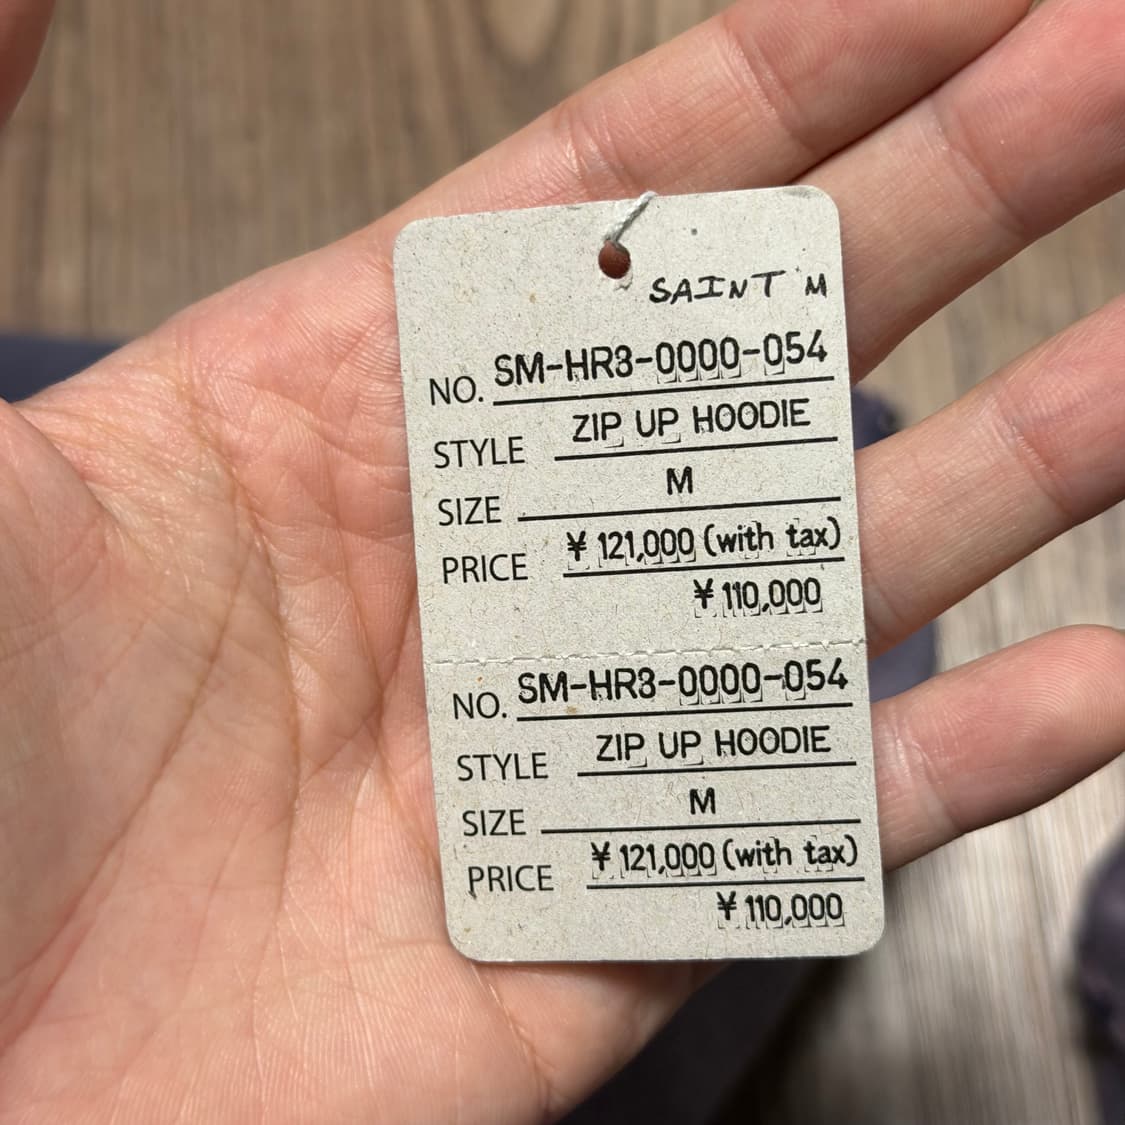 SAINT M
NO. SM-HR3-0000-054
STYLE ZIP UP HOODIE
SIZE M
PRICE ¥ 121,000 (with tax)
¥ 110,000
NO. SM-HR3-0000-054
STYLE ZIP UP HOODIE
SIZE M
PRICE ¥ 121,000 (with tax)
¥ 110,000